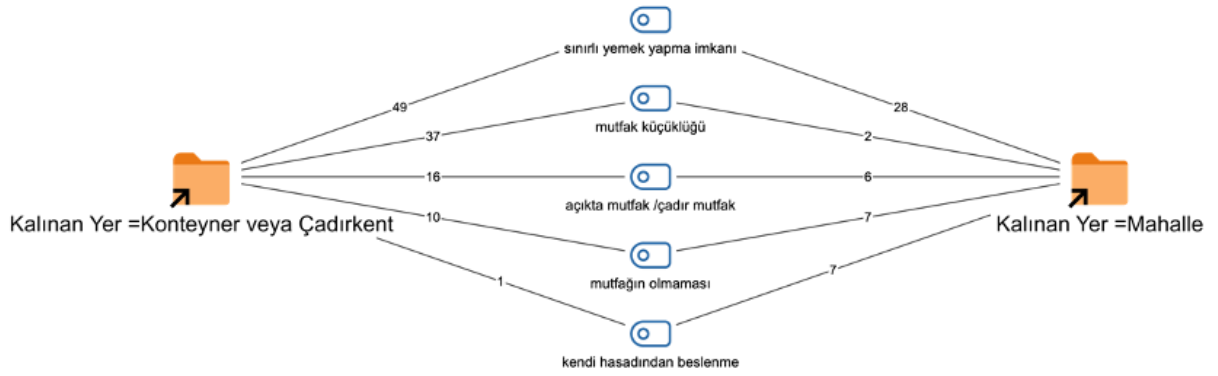 sınırlı yemek yapma imkanı
49
28
mutfak küçüklüğü
37
2
16
6
açıkta mutfak /çadır mutfak
Kalınan Yer =Konteyner veya Çadırkent
Kalınan Yer =Mahalle
10
7
mutfağın olmaması
1
7
kendi hasadından beslenme